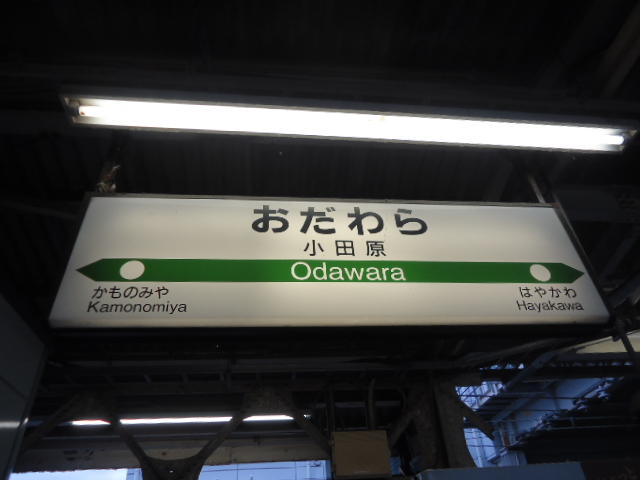 おだわら
小田原
Odawara
かものみや
Kamonomiya
はやかわ
Hayakawa